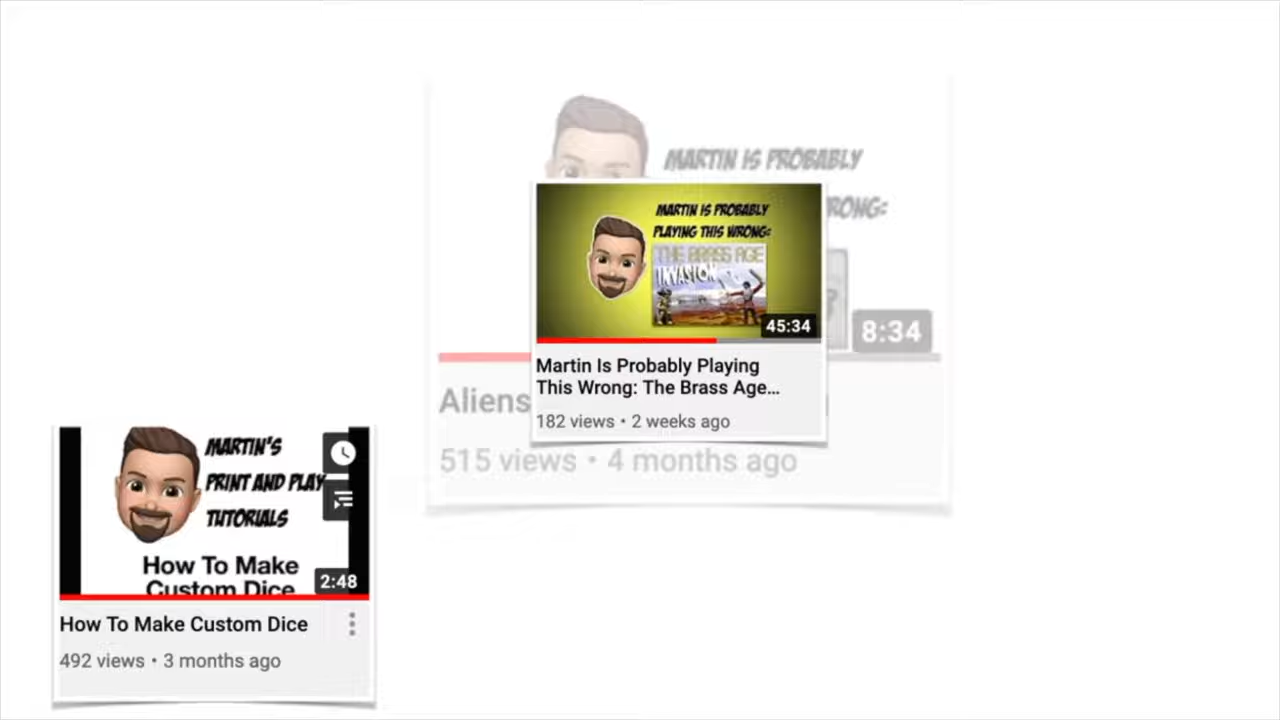 MARTIN IS PROBABLY
RONG:
8:34
Aliens
515 views • 4 months ago
MARTIN IS PROBABLY
PLAYING THIS WRONG:
THE BRASS AGE
INVASION
45:34
Martin Is Probably Playing
This Wrong: The Brass Age...
182 views • 2 weeks ago
MARTIN'S
PRINT AND PLAY
TUTORIALS
How To Make
Custom Dice
2:48
How To Make Custom Dice
492 views • 3 months ago